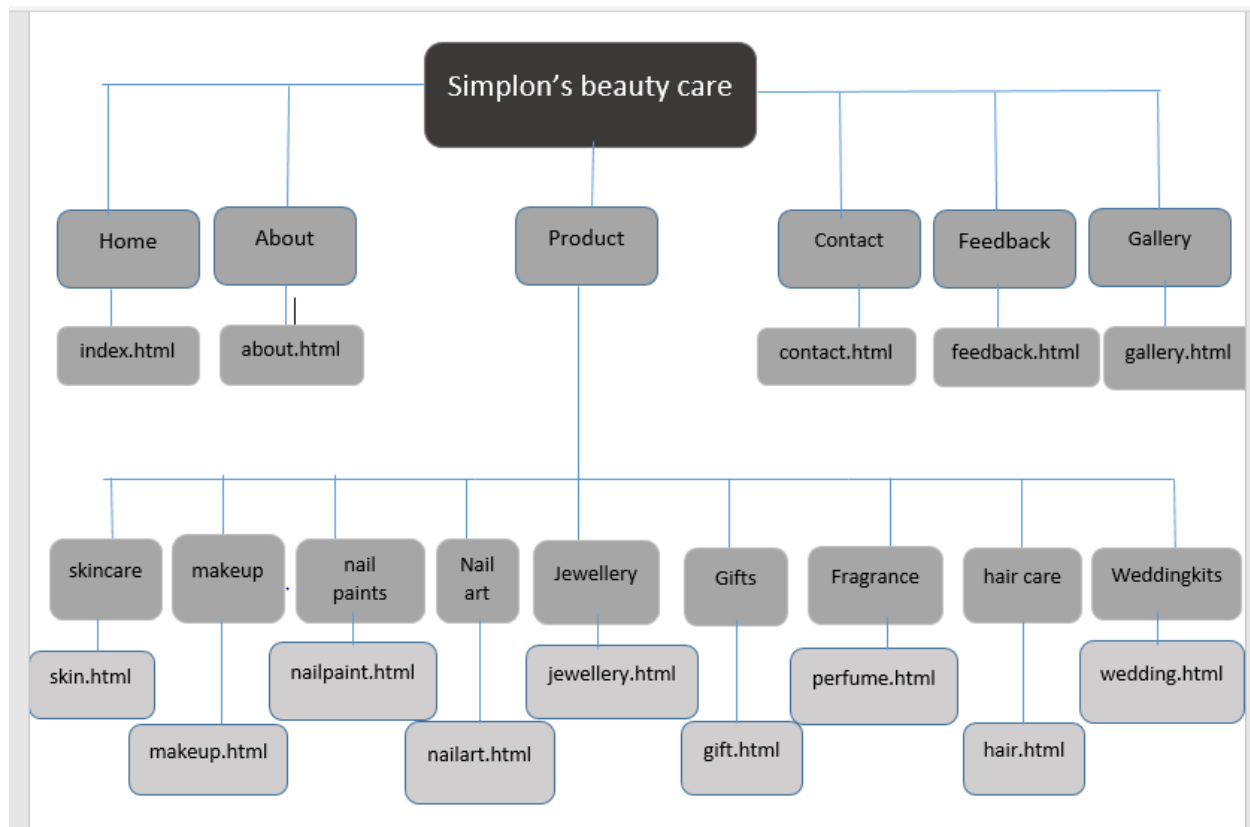 Simplon’s beauty care
Home
About
Product
Contact
Feedback
Gallery
index.html
about.html
contact.html
feedback.html
gallery.html
skincare
makeup
nail
paints
Nail
art
Jewellery
Gifts
Fragrance
hair care
Weddingkits
skin.html
makeup.html
nailpaint.html
nailart.html
jewellery.html
gift.html
perfume.html
hair.html
wedding.html